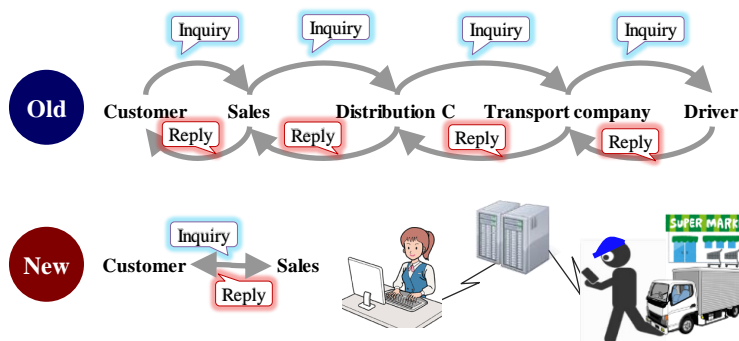 Inquiry
Inquiry
Inquiry
Inquiry
Old
Customer
Sales
Distribution C
Transport company
Driver
Reply
Reply
Reply
Reply
SUPER MARK
New
Inquiry
Customer
Sales
Reply